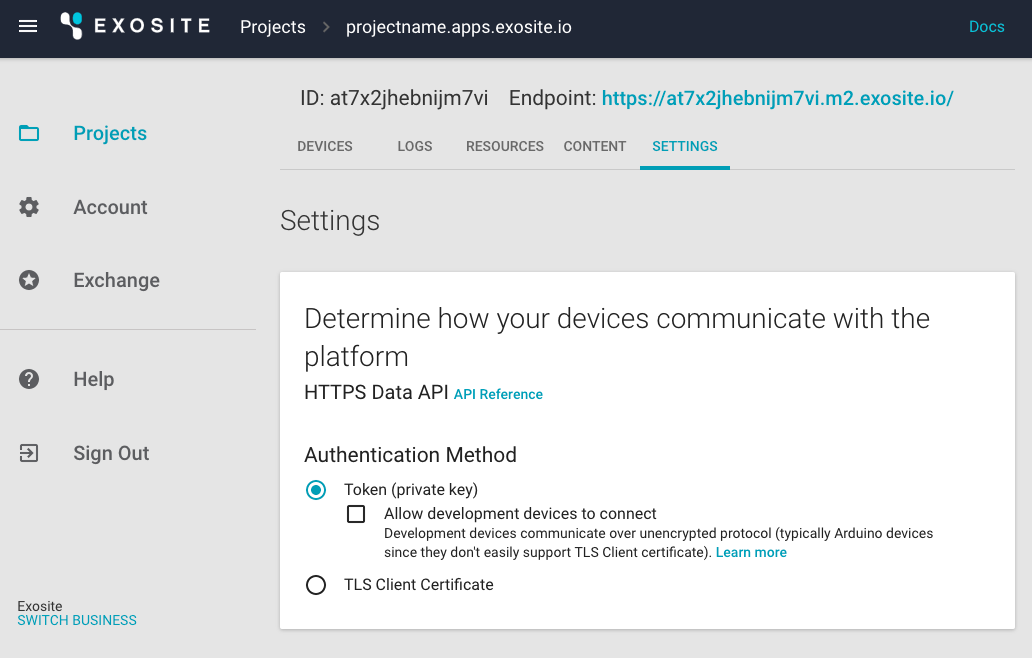 EXOSITE
Projects > projectname.apps.exosite.io
Docs
ID: at7x2jhebnijm7vi Endpoint: https://at7x2jhebnijm7vi.m2.exosite.io/
Projects
Account
Exchange
Help
Sign Out
Exosite
SWITCH BUSINESS
DEVICES LOGS RESOURCES CONTENT SETTINGS
Settings
Determine how your devices communicate with the
platform
HTTPS Data API API Reference
Authentication Method
Token (private key)
Allow development devices to connect
Development devices communicate over unencrypted protocol (typically Arduino devices
since they don't easily support TLS Client certificate). Learn more
TLS Client Certificate